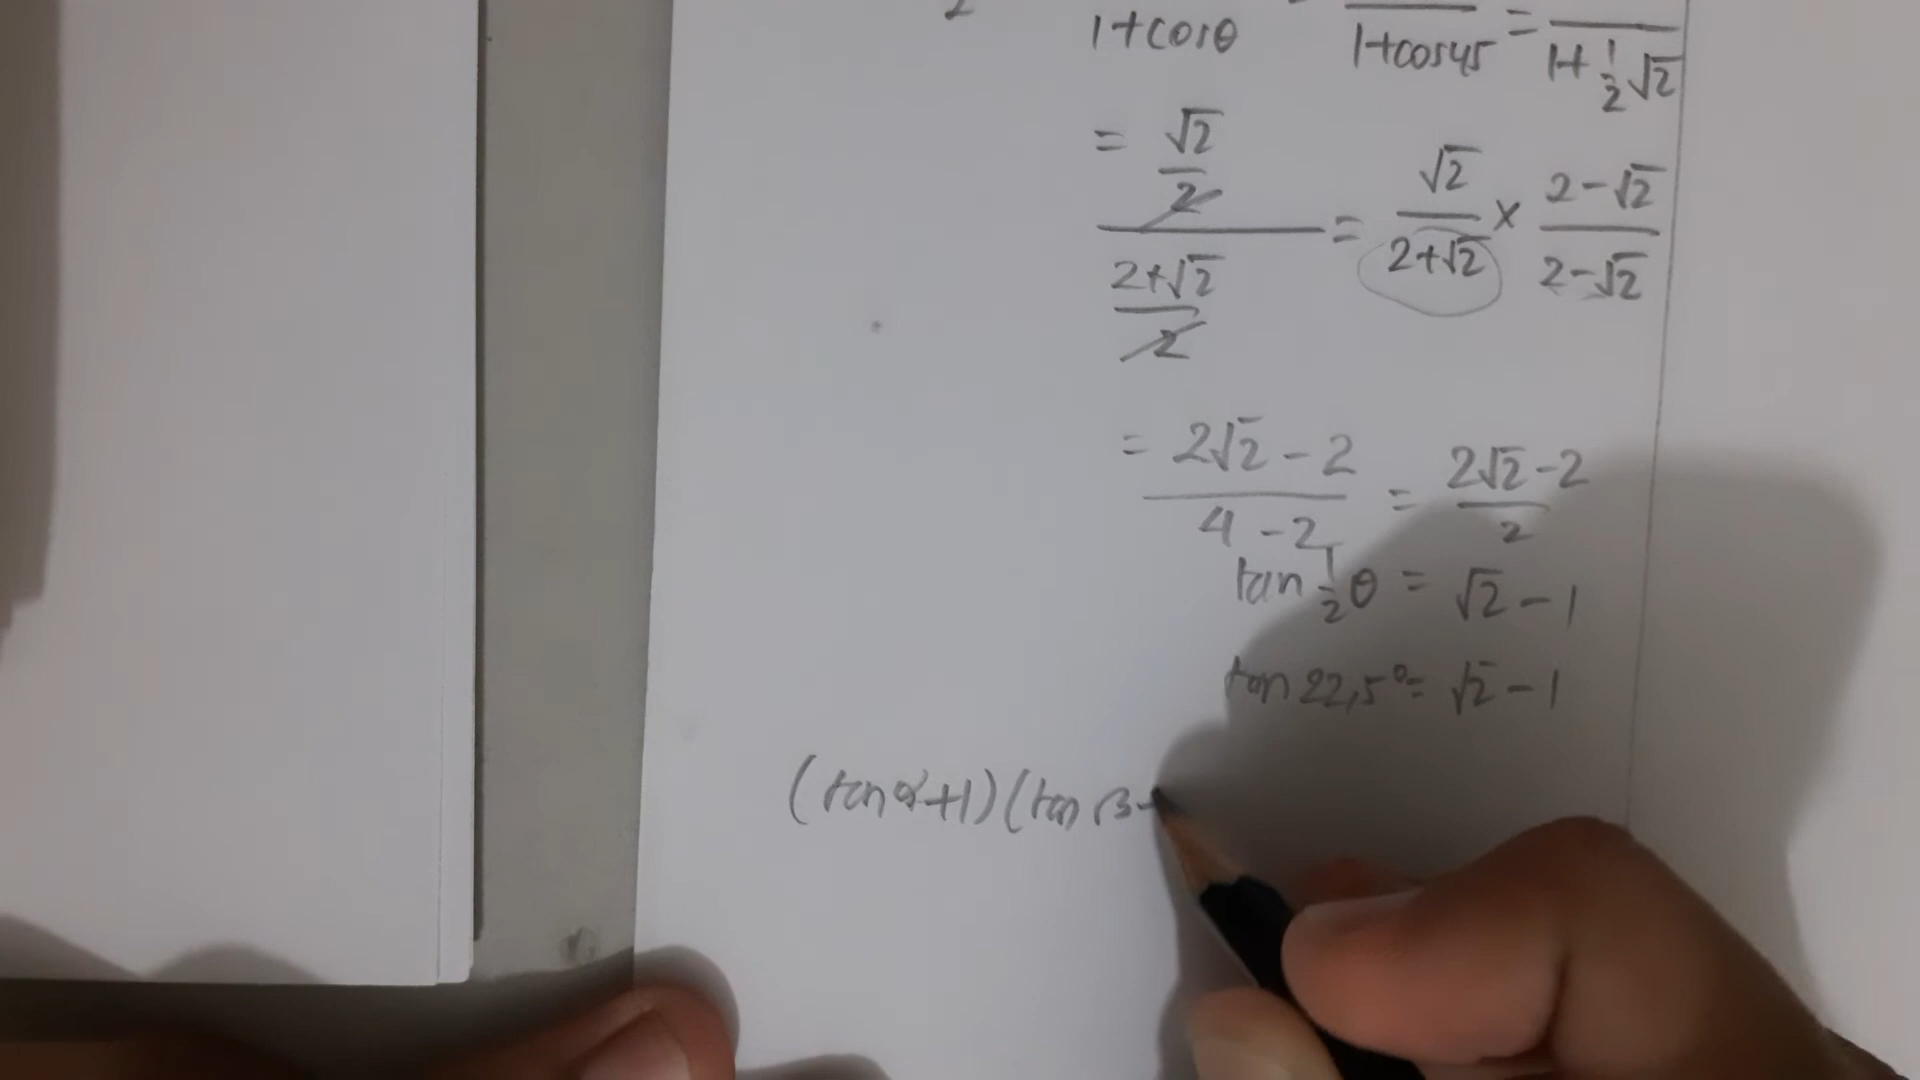 1+cosθ = 1+cos45 = 1+ 1/2 √2
= (√2/2)/((2+√2)/2) = √2/(2+√2) × (2-√2)/(2-√2)
= (2√2 - 2)/(4 - 2) = (2√2 - 2)/2
tan 1/2 θ = √2 - 1
tan 22,5° = √2 - 1
(tan α + 1)(tan β